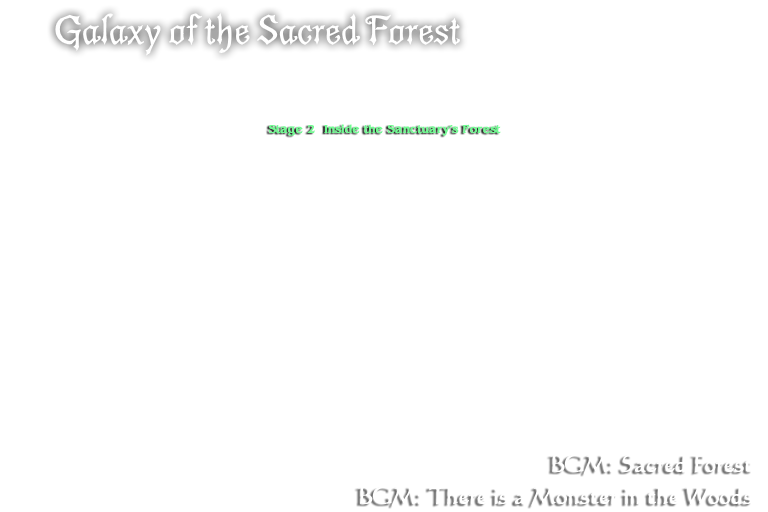 Galaxy of the Sacred Forest
Stage 2 Inside the Sanctuary's Forest
BGM: Sacred Forest
BGM: There is a Monster in the Woods